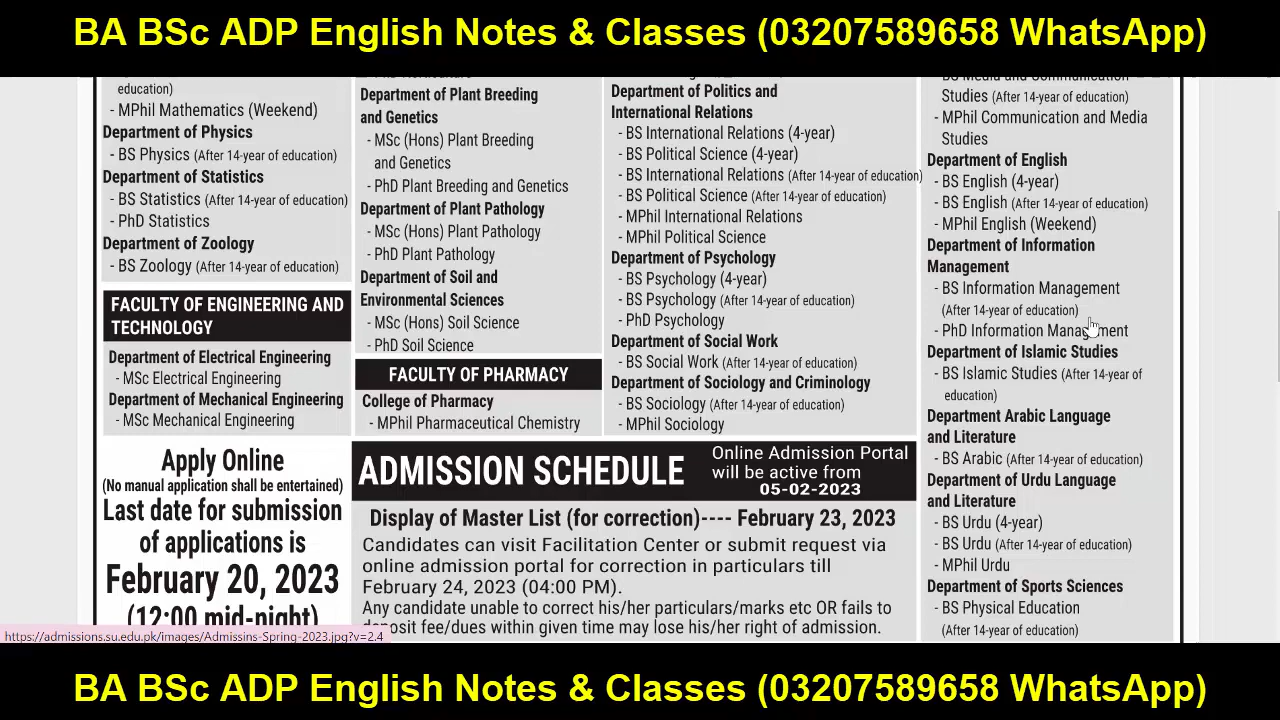 BA BSc ADP English Notes & Classes (03207589658 WhatsApp)
education)
- MPhil Mathematics (Weekend)
Department of Physics
- BS Physics (After 14-year of education)
Department of Statistics
- BS Statistics (After 14-year of education)
- PhD Statistics
Department of Zoology
- BS Zoology (After 14-year of education)
FACULTY OF ENGINEERING AND
TECHNOLOGY
Department of Electrical Engineering
- MSc Electrical Engineering
Department of Mechanical Engineering
- MSc Mechanical Engineering
Apply Online
(No manual application shall be entertained)
Last date for submission
of applications is
February 20, 2023
(12:00 mid-night)
Department of Plant Breeding
and Genetics
- MSc (Hons) Plant Breeding
and Genetics
- PhD Plant Breeding and Genetics
Department of Plant Pathology
- MSc (Hons) Plant Pathology
- PhD Plant Pathology
Department of Soil and
Environmental Sciences
- MSc (Hons) Soil Science
- PhD Soil Science
FACULTY OF PHARMACY
College of Pharmacy
- MPhil Pharmaceutical Chemistry
Department of Politics and
International Relations
- BS International Relations (4-year)
- BS Political Science (4-year)
- BS International Relations (After 14-year of education)
- BS Political Science (After 14-year of education)
- MPhil International Relations
- MPhil Political Science
Department of Psychology
- BS Psychology (4-year)
- BS Psychology (After 14-year of education)
- PhD Psychology
Department of Social Work
- BS Social Work (After 14-year of education)
Department of Sociology and Criminology
- BS Sociology (After 14-year of education)
- MPhil Sociology
ADMISSION SCHEDULE
Online Admission Portal
will be active from
05-02-2023
Display of Master List (for correction)---- February 23, 2023
Candidates can visit Facilitation Center or submit request via
online admission portal for correction in particulars till
February 24, 2023 (04:00 PM).
Any candidate unable to correct his/her particulars/marks etc OR fails to
deposit fee/dues within given time may lose his/her right of admission.
- BS Media and Communication
Studies (After 14-year of education)
- MPhil Communication and Media
Studies
Department of English
- BS English (4-year)
- BS English (After 14-year of education)
- MPhil English (Weekend)
Department of Information
Management
- BS Information Management
(After 14-year of education)
- PhD Information Management
Department of Islamic Studies
- BS Islamic Studies (After 14-year of
education)
Department Arabic Language
and Literature
- BS Arabic (After 14-year of education)
Department of Urdu Language
and Literature
- BS Urdu (4-year)
- BS Urdu (After 14-year of education)
- MPhil Urdu
Department of Sports Sciences
- BS Physical Education
(After 14-year of education)
https://admissions.su.edu.pk/images/Admissins-Spring-2023.jpg?v=2.4
BA BSc ADP English Notes & Classes (03207589658 WhatsApp)